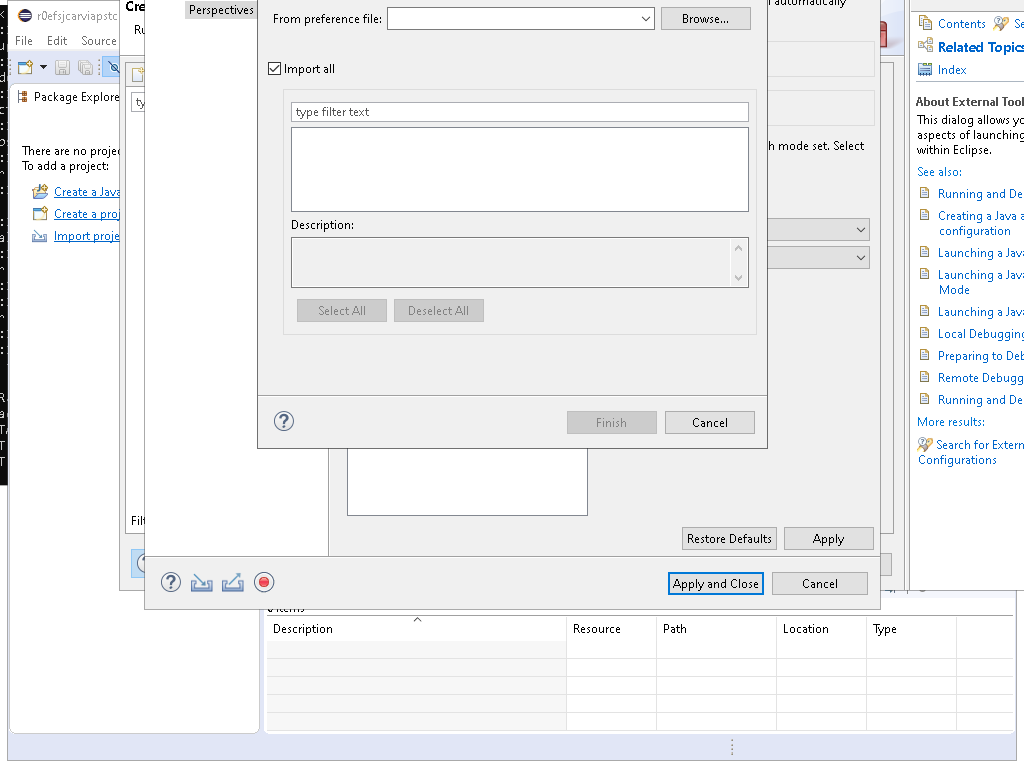 r0efsjcarviapstc
File
Edit
Source
Package Explore
There are no projec
To add a project:
Create a Java
Create a proj
Import proje
Cre
Ru
ty
Filt
Perspectives
From preference file:
Browse...
Import all
type filter text
Description:
Select All
Deselect All
Finish
Cancel
automatically
h mode set. Select
Restore Defaults
Apply
Apply and Close
Cancel
Description
Resource
Path
Location
Type
Contents
Se
Related Topics
Index
About External Tool
This dialog allows yo
aspects of launching
within Eclipse.
See also:
Running and De
Creating a Java a
configuration
Launching a Java
Launching a Java
Mode
Launching a Java
Local Debugging
Preparing to Deb
Remote Debugg
Running and De
More results:
Search for Extern
Configurations